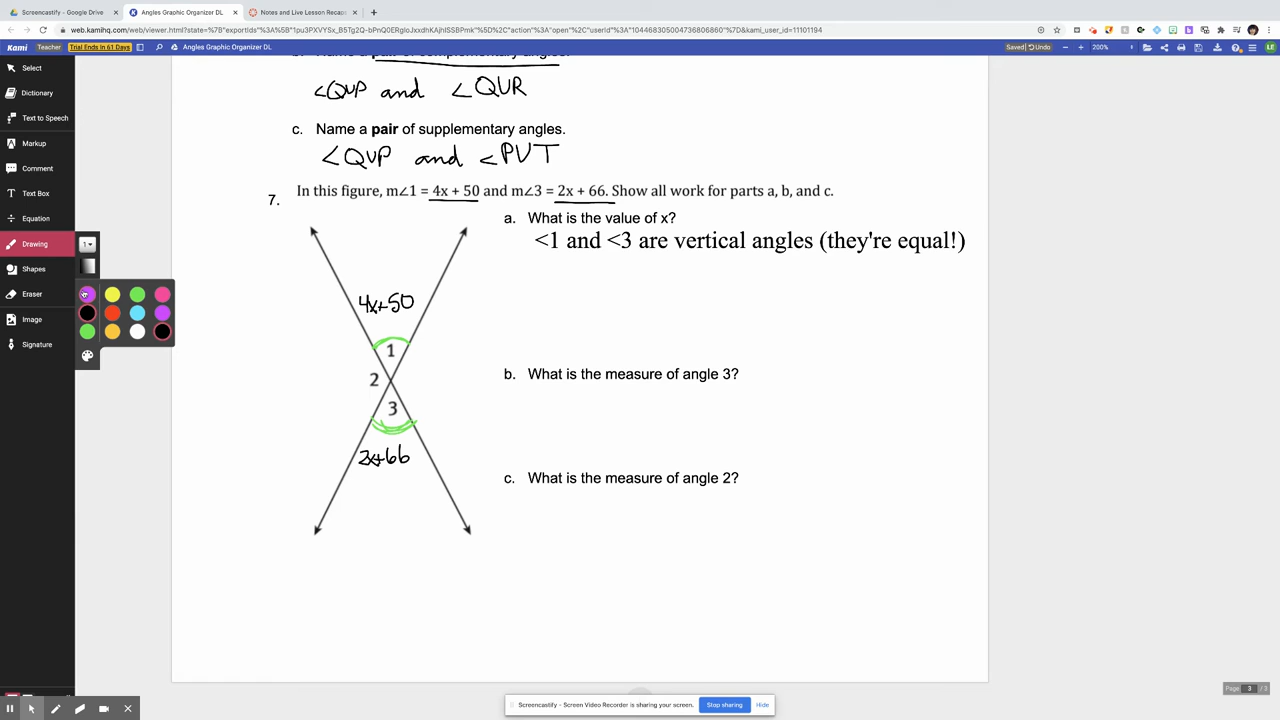 Screencastify - Google Drive
Angles Graphic Organizer DL
Notes and Live Lesson Recap
Kami
Teacher
Trial Ends in 61 Days
Angles Graphic Organizer DL
Saved
Undo
200%
LE
Select
Dictionary
Text to Speech
Markup
Comment
Text Box
Equation
Drawing
1
Shapes
Eraser
Image
Signature
∠QVP and ∠QUR
c. Name a pair of supplementary angles.
∠QVP and ∠PVT
7. In this figure, m∠1 = 4x + 50 and m∠3 = 2x + 66. Show all work for parts a, b, and c.
a. What is the value of x?
<1 and <3 are vertical angles (they're equal!)
4x+50
1
2
3
2x+66
b. What is the measure of angle 3?
c. What is the measure of angle 2?
Page 3 / 3
Screencastify - Screen Video Recorder is sharing your screen.
Stop sharing
Hide